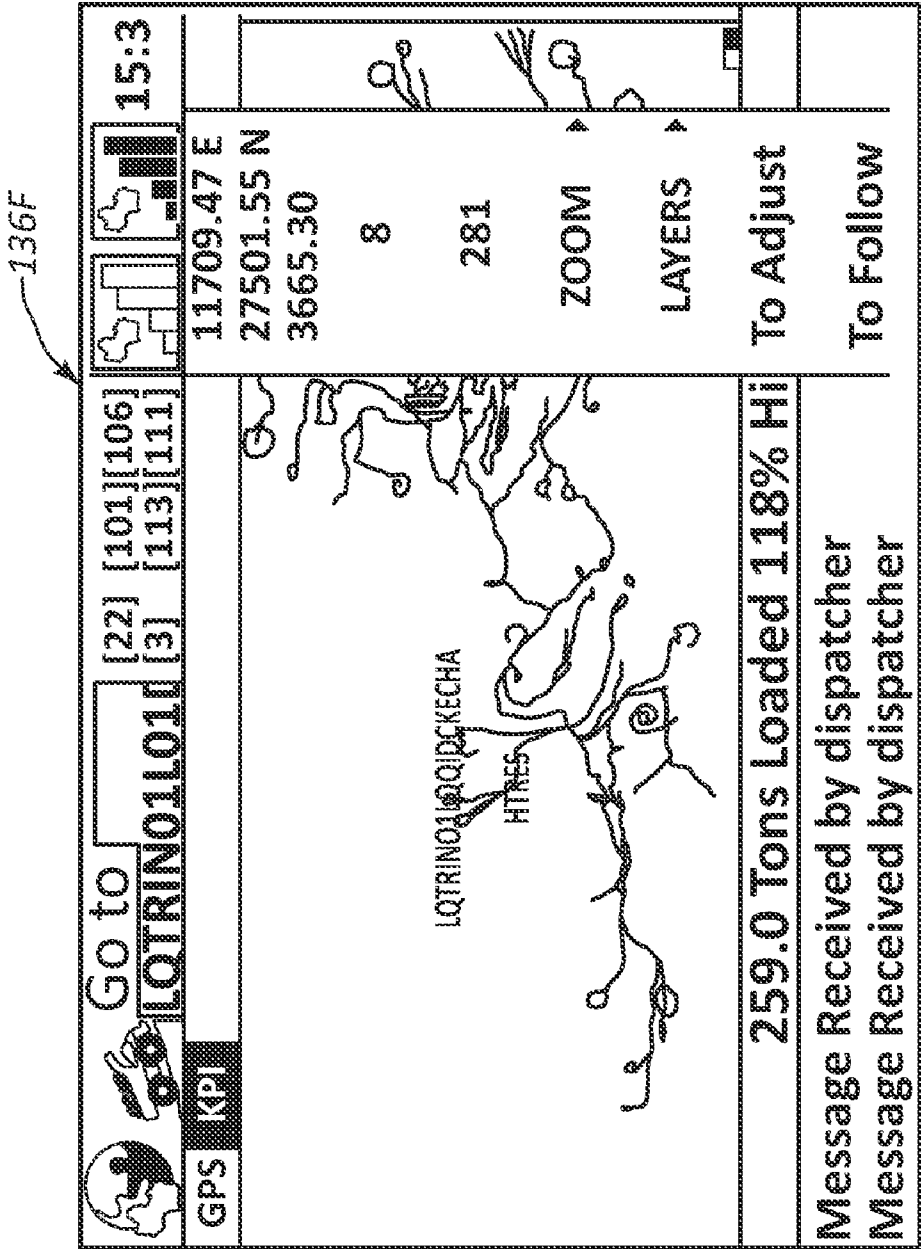 136F
Go to
LQTRIN01L01
[22] [101][106]
[3] [113][111]
15:3
GPS KPI
11709.47 E
27501.55 N
3665.30
8
281
ZOOM
LAYERS
To Adjust
To Follow
HTRES
259.0 Tons Loaded 118% Hi
Message Received by dispatcher
Message Received by dispatcher